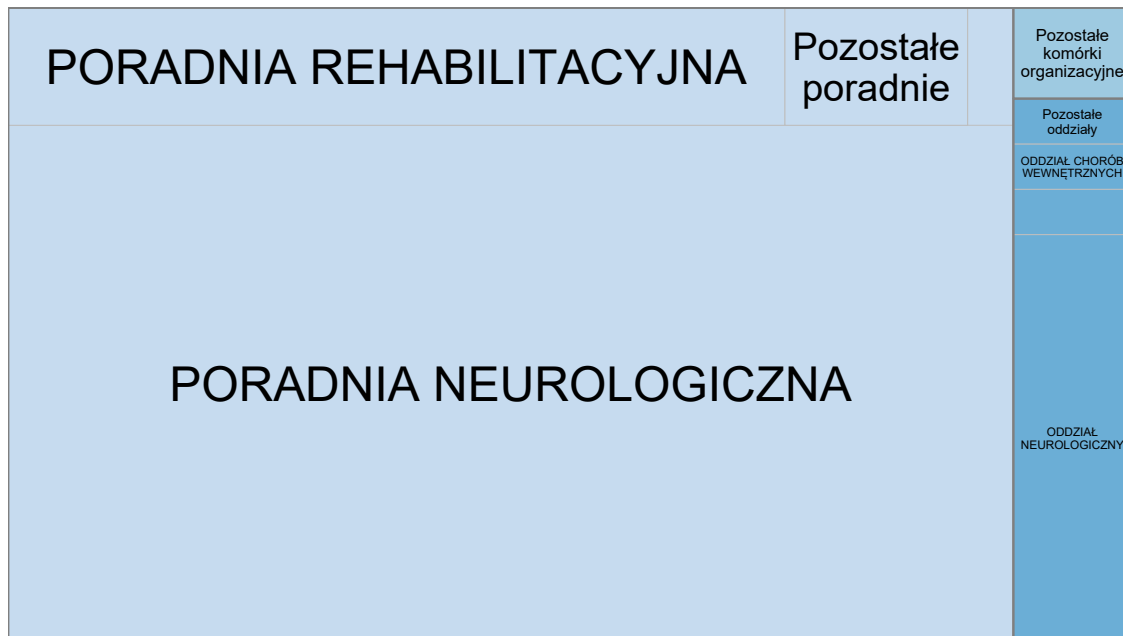 PORADNIA REHABILITACYJNA
Pozostałe
poradnie
Pozostałe
komórki
organizacyjne
Pozostałe
oddziały
ODDZIAŁ CHORÓB
WEWNĘTRZNYCH
PORADNIA NEUROLOGICZNA
ODDZIAŁ
NEUROLOGICZNY